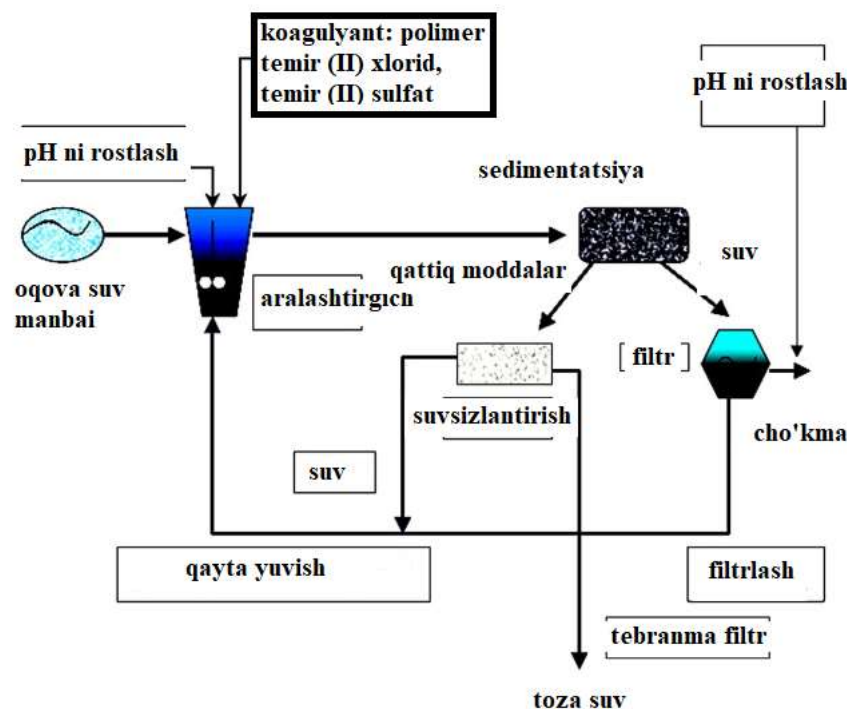 koagulyant: polimer
temir (II) xlorid,
temir (II) sulfat
pH ni rostlash
pH ni rostlash
sedimentatsiya
oqova suv
manbai
aralashtirgich
qattiq moddalar
suv
filtr
suvsizlantirish
cho'kma
suv
qayta yuvish
filtrlash
tebranma filtr
toza suv